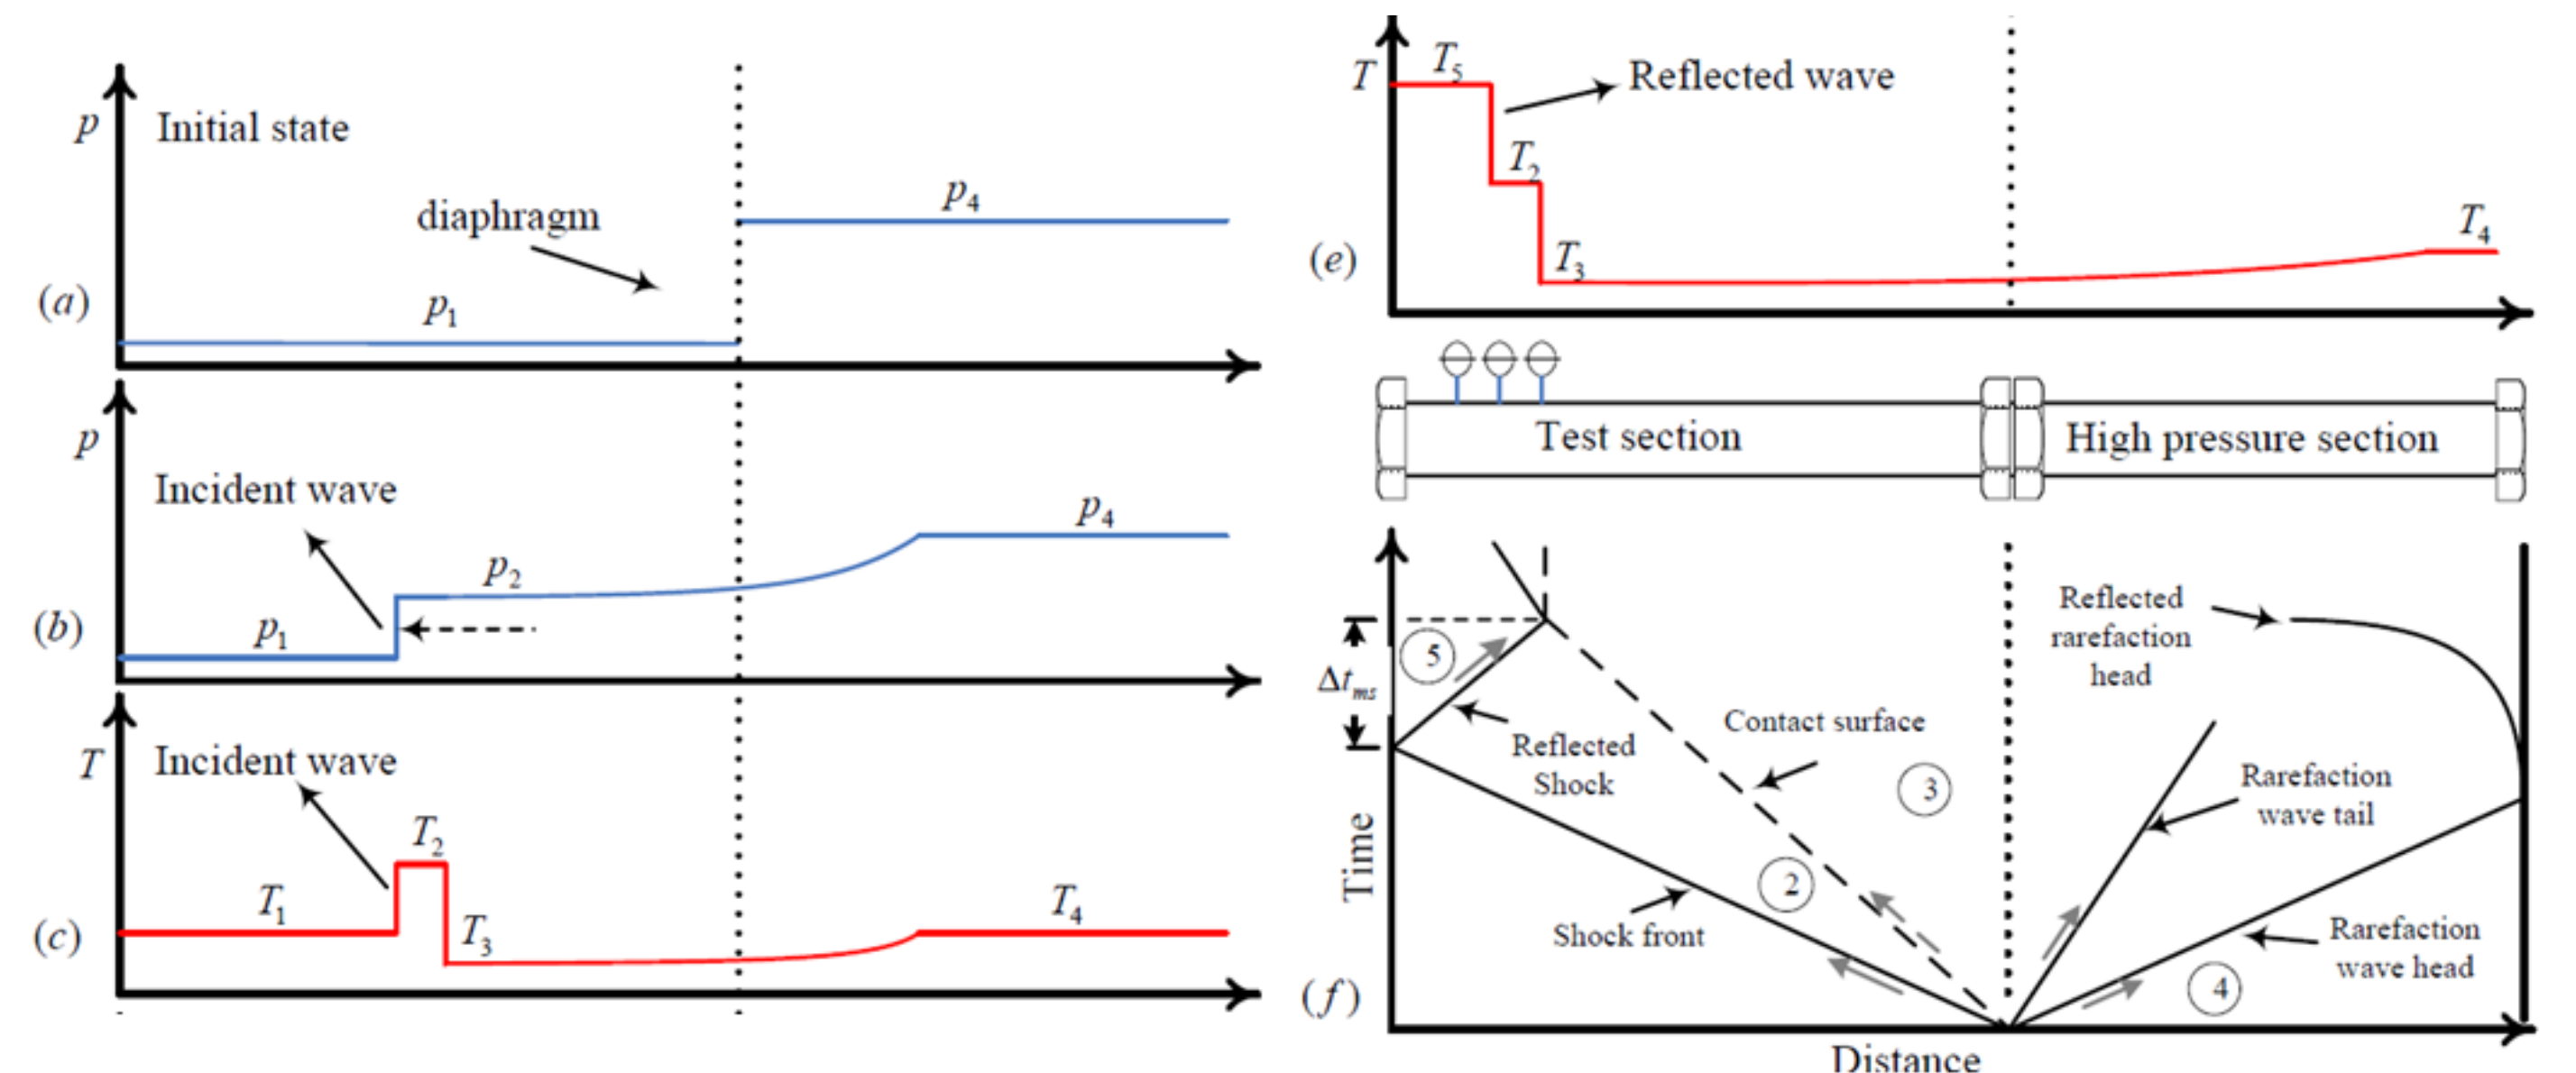 p
Initial state
diaphragm
p4
p1
(a)
p
Incident wave
p4
p2
p1
(b)
T
Incident wave
T2
T1
T3
T4
(c)
T
T5
Reflected wave
T2
T3
T4
(e)
Test section
High pressure section
Reflected
rarefaction
head
5
Δtms
Reflected
Shock
Contact surface
3
Rarefaction
wave tail
2
Shock front
Rarefaction
wave head
4
Time
(f)
Distance